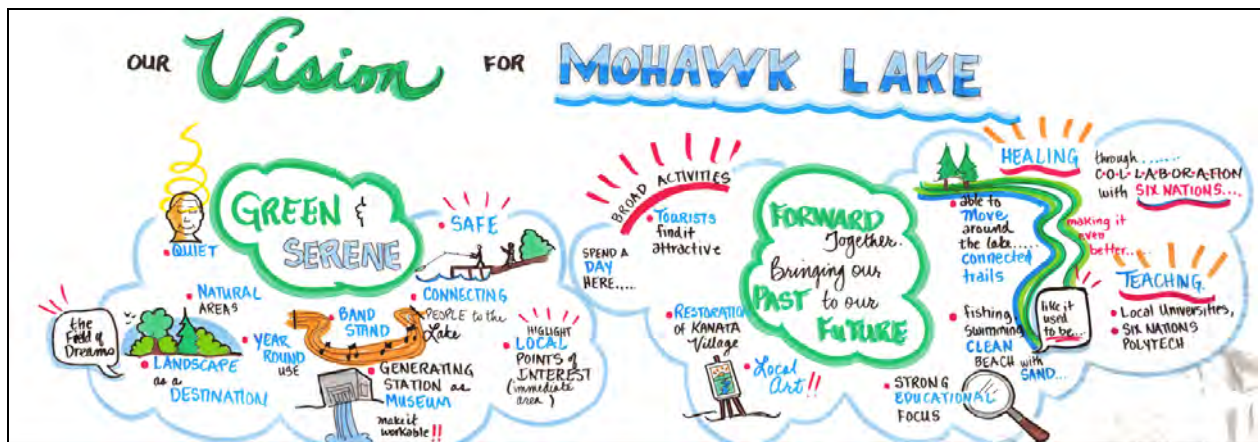 OUR Vision FOR MOHAWK LAKE
GREEN &
SERENE
QUIET
SAFE
NATURAL
AREAS
the Field of
Dreams
LANDSCAPE
as a
DESTINATION
YEAR
ROUND
USE
BAND
STAND
GENERATING
STATION as
MUSEUM
make it
workable!!
CONNECTING
PEOPLE to the
Lake
HIGLIGHT
LOCAL
POINTS of
INTEREST
(immediate
area)
BROAD ACTIVITIES
SPEND A
DAY
HERE.....
TOURISTS
find it
attractive
FORWARD
Together.
Bringing our
PAST to our
FUTURE
RESTORATION
OF KANATA
Village
Local
Art!!
STRONG
EDUCATIONAL
FOCUS
HEALING
through......
COLLABORATION
with SIX NATIONS....
able to
Move
around
the lake.....
connected
trails
making it
even
better.....
fishing,
swimming
CLEAN
BEACH with
SAND...
like it
used
to be...
TEACHING
Local Universities,
SIX NATIONS
POLYTECH